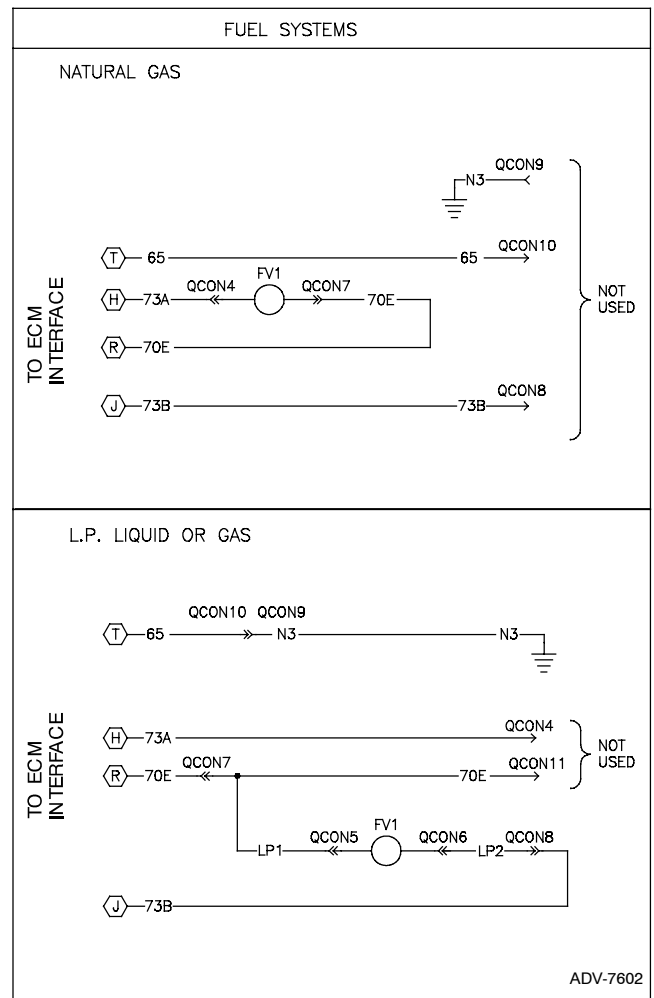 FUEL SYSTEMS
NATURAL GAS
QCON9
N3
QCON10
T 65 65
FV1
QCON4 QCON7
H 73A 70E
NOT
USED
TO ECM
INTERFACE
R 70E
QCON8
J 73B 73B
L.P. LIQUID OR GAS
QCON10 QCON9
T 65 N3 N3
QCON4
H 73A
NOT
USED
TO ECM
INTERFACE
QCON7 QCON11
R 70E 70E
FV1
QCON5 QCON6 QCON8
LP1 LP2
J 73B
ADV-7602